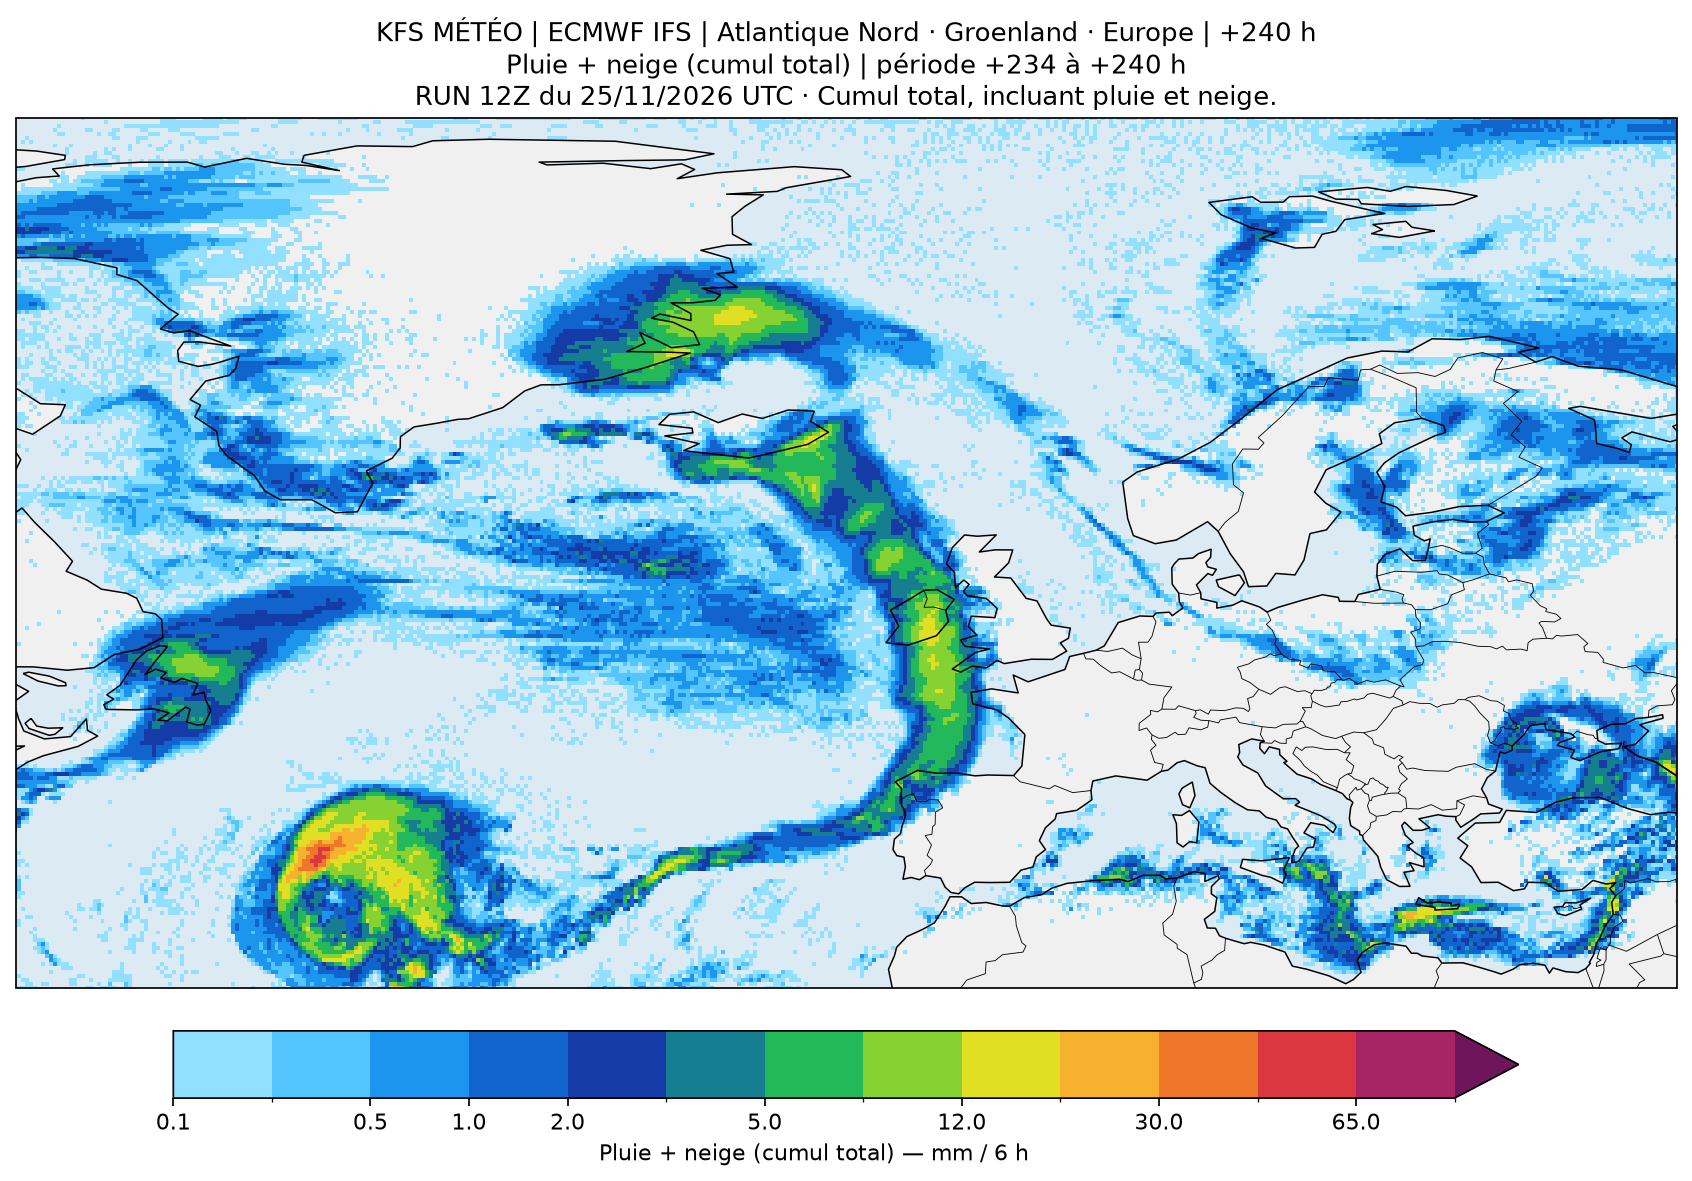 KFS MÉTÉO | ECMWF IFS | Atlantique Nord · Groenland · Europe | +240 h
Pluie + neige (cumul total) | période +234 à +240 h
RUN 12Z du 25/11/2026 UTC · Cumul total, incluant pluie et neige.
0.1 0.5 1.0 2.0 5.0 12.0 30.0 65.0
Pluie + neige (cumul total) — mm / 6 h